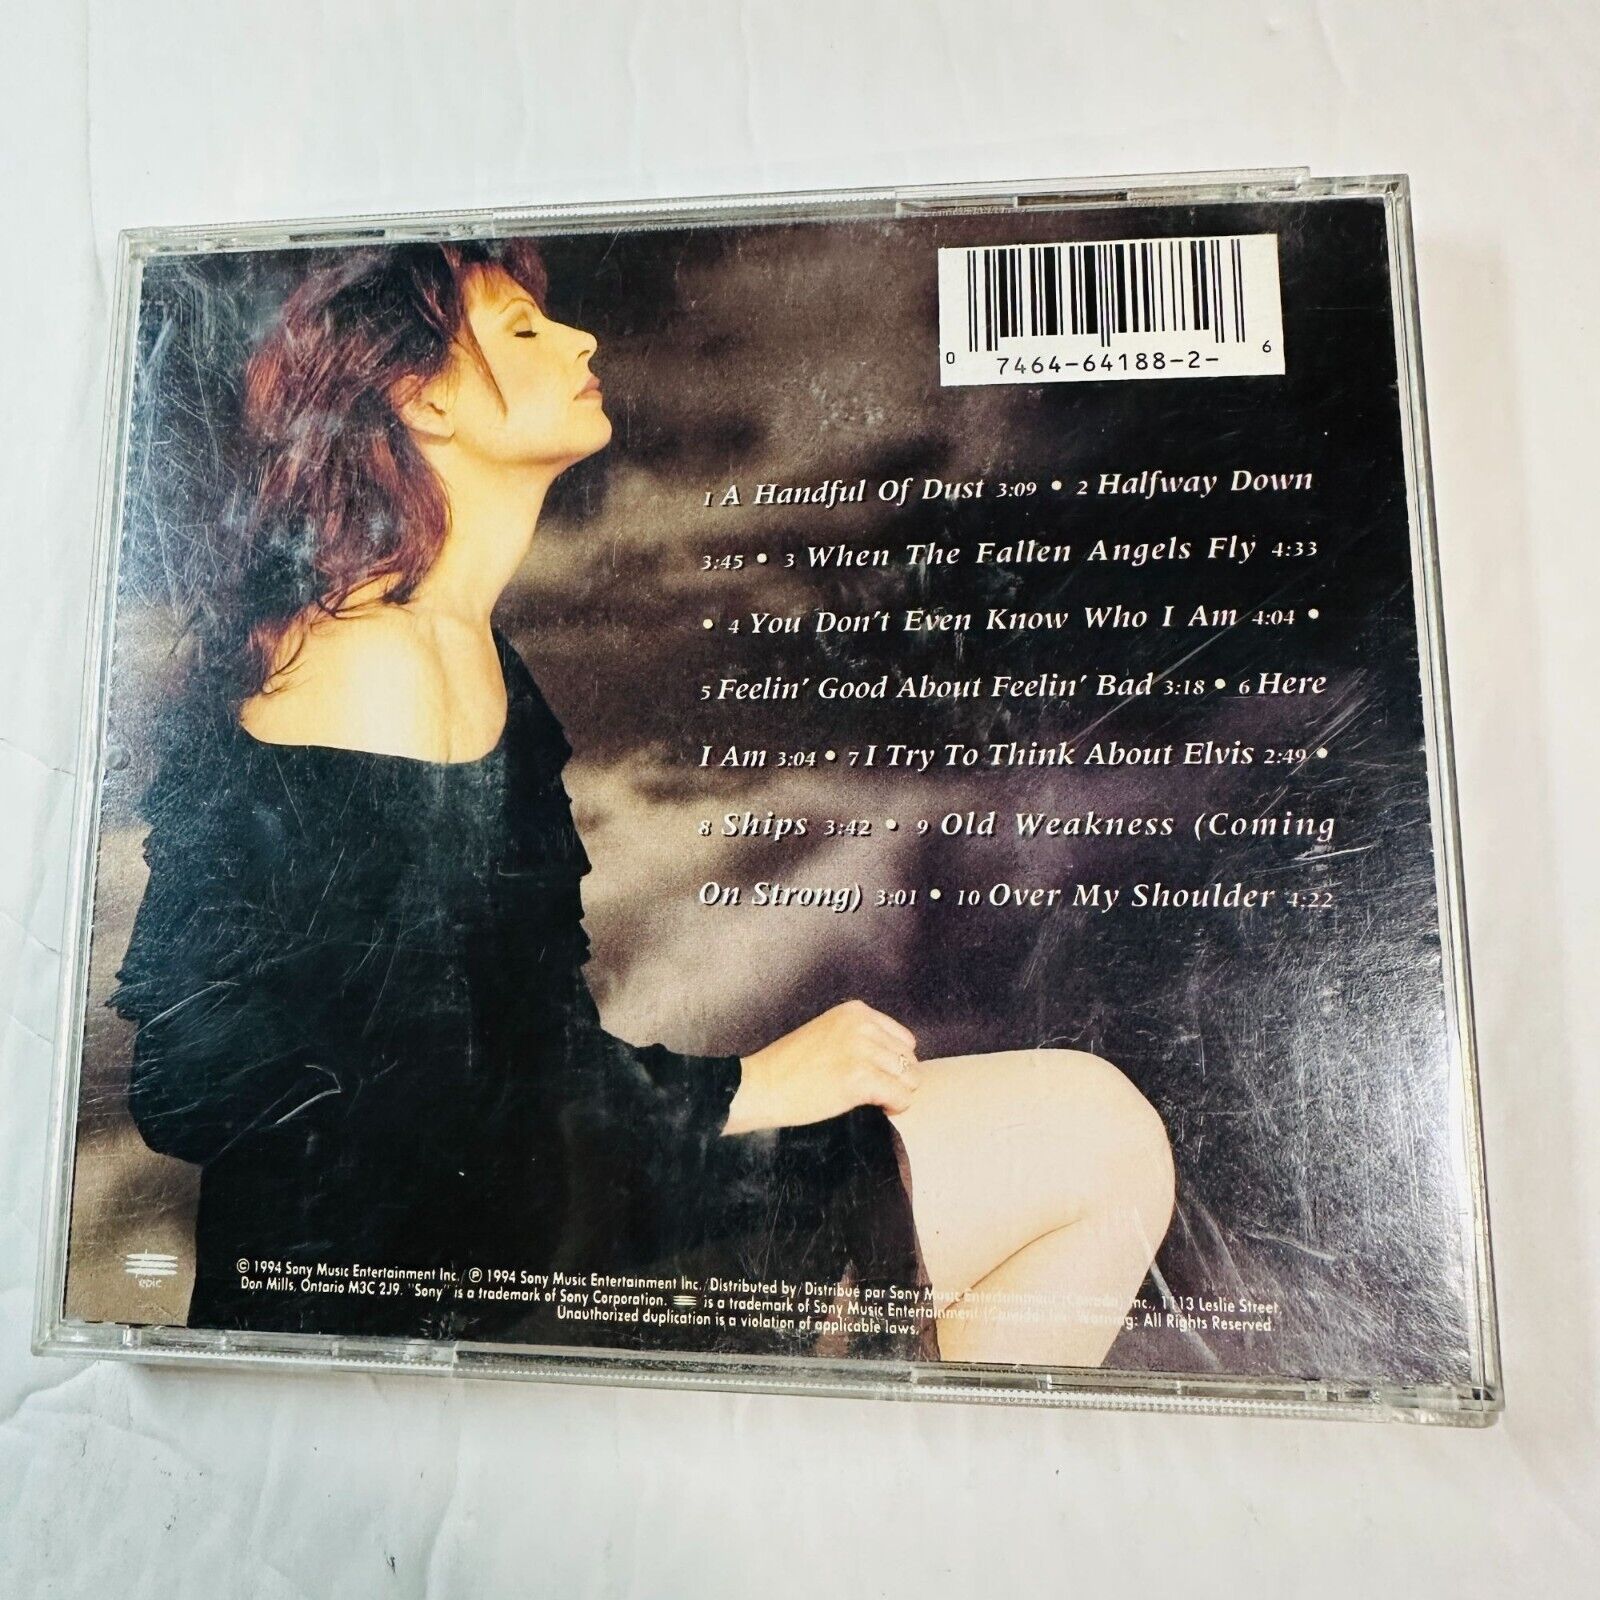 0 7464-64188-2- 6
1 A Handful Of Dust 3:09 • 2 Halfway Down
3:45 • 3 When The Fallen Angels Fly 4:33
• 4 You Don't Even Know Who I Am 4:04 •
5 Feelin' Good About Feelin' Bad 3:18 • 6 Here
I Am 3:04 • 7 I Try To Think About Elvis 2:49 •
8 Ships 3:42 • 9 Old Weakness (Coming
On Strong) 3:01 • 10 Over My Shoulder 4:22
epic
© 1994 Sony Music Entertainment Inc./ ℗ 1994 Sony Music Entertainment Inc./Distributed by/Distribué par Sony Music Entertainment Inc., 1113 Leslie Street,
Don Mills, Ontario M3C 2J9. "Sony" is a trademark of Sony Corporation. is a trademark of Sony Music Entertainment Warning: All Rights Reserved.
Unauthorized duplication is a violation of applicable laws.